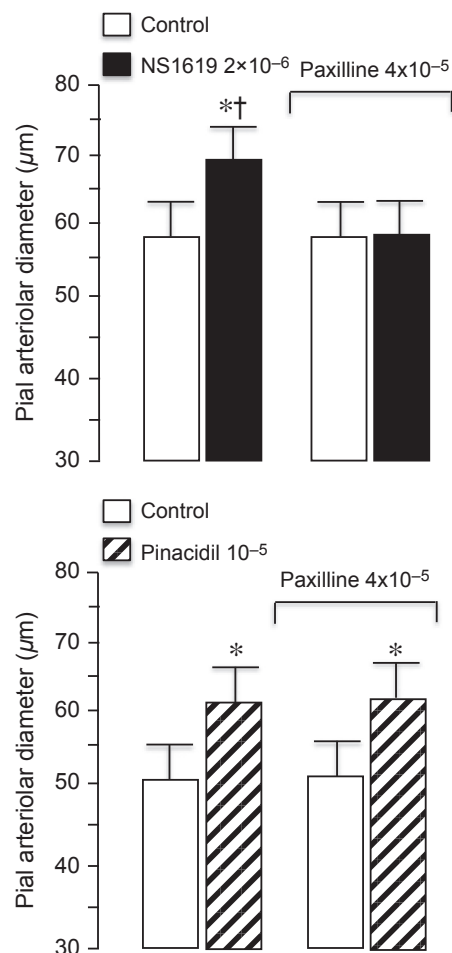 Control
NS1619 2×10⁻⁶
Paxilline 4x10⁻⁵
80
70
60
50
40
30
Pial arteriolar diameter (µm)
*†
Control
Pinacidil 10⁻⁵
Paxilline 4x10⁻⁵
80
70
60
50
40
30
Pial arteriolar diameter (µm)
*
*